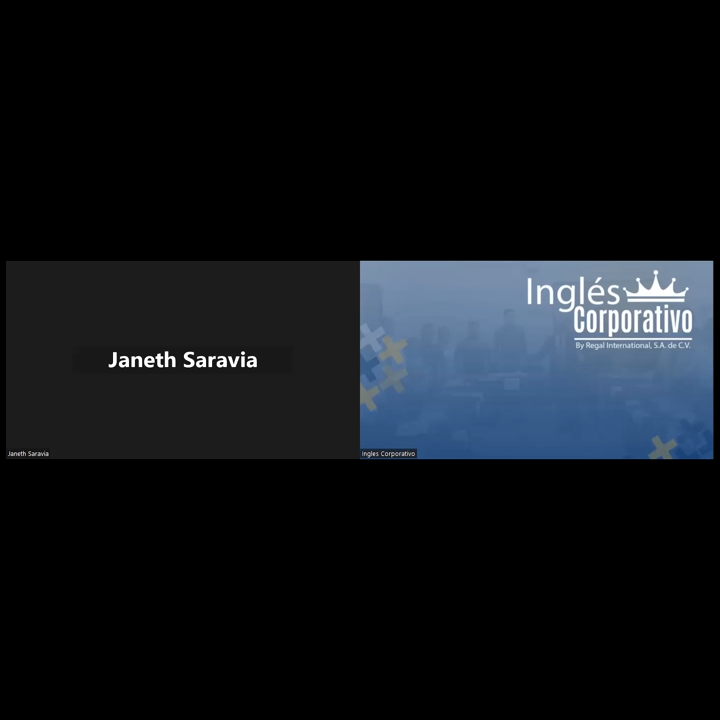 Janeth Saravia
Janeth Saravia
Inglés
Corporativo
By Regal International, S.A. de C.V.
Ingles Corporativo